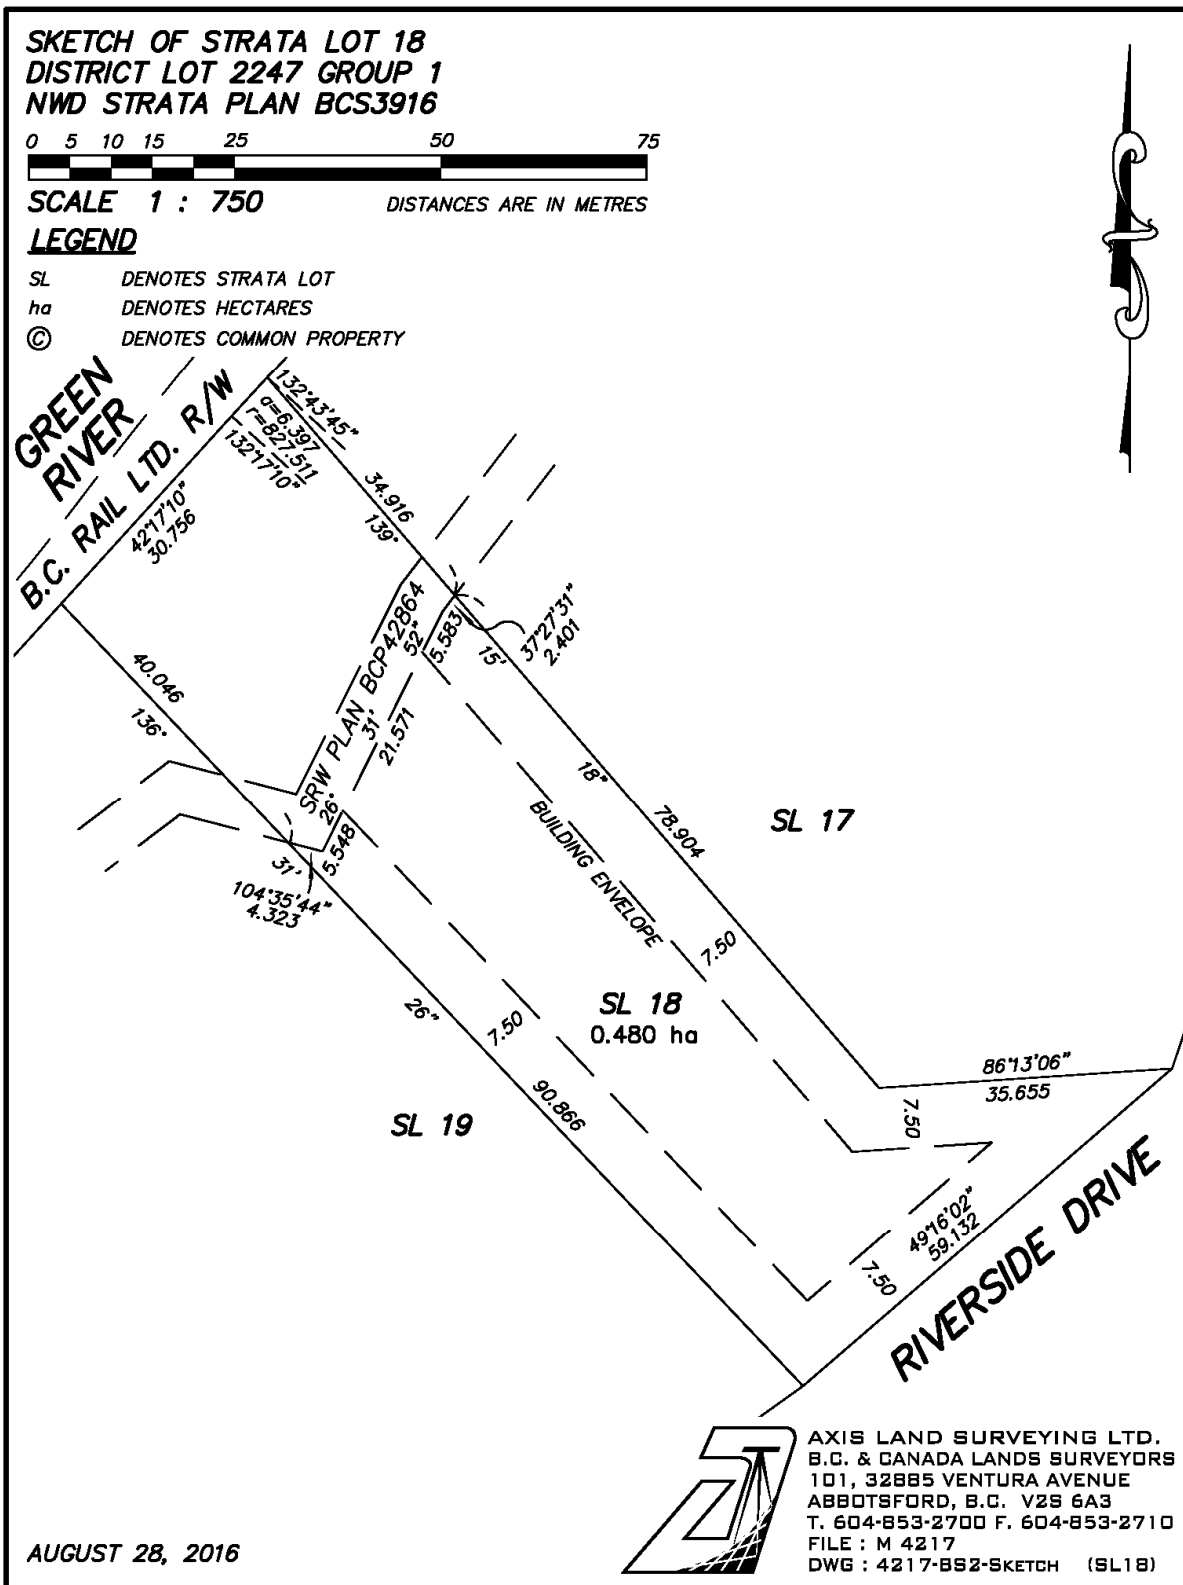 SKETCH OF STRATA LOT 18
DISTRICT LOT 2247 GROUP 1
NWD STRATA PLAN BCS3916
0 5 10 15 25 50 75
SCALE 1 : 750
DISTANCES ARE IN METRES
LEGEND
SL DENOTES STRATA LOT
ha DENOTES HECTARES
Ⓒ DENOTES COMMON PROPERTY
GREEN
RIVER
B.C. RAIL LTD. R/W
132°43'45"
a=6.397
r=827.511
132°17'10"
42°17'10"
30.756
34.916
139°
SRW PLAN BCP42864
52"
5.583
15'
37°27'31"
2.401
40.046
136°
31'
21.571
26°
5.548
31'
104°35'44"
4.323
18"
78.904
SL 17
BUILDING ENVELOPE
7.50
SL 18
0.480 ha
26"
7.50
90.866
SL 19
86°13'06"
35.655
7.50
49°16'02"
59.132
7.50
RIVERSIDE DRIVE
AXIS LAND SURVEYING LTD.
B.C. & CANADA LANDS SURVEYORS
101, 32885 VENTURA AVENUE
ABBOTSFORD, B.C. V2S 6A3
T. 604-853-2700 F. 604-853-2710
FILE : M 4217
DWG : 4217-BS2-SKETCH (SL18)
AUGUST 28, 2016